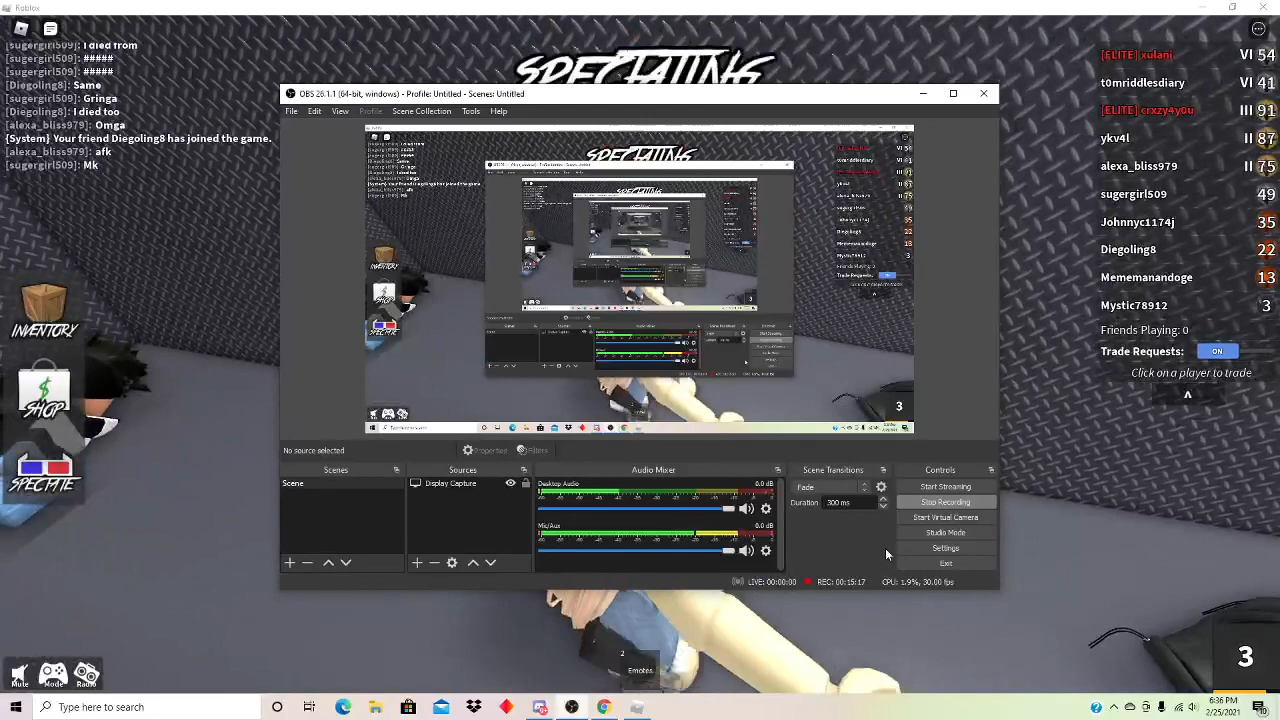 Roblox
[sugergirl509]: I died from
[sugergirl509]: #####
[sugergirl509]: #####
[Diegoling8]: Same
[sugergirl509]: Gringa
[Diegoling8]: I died too
[alexa_bliss979]: Omga
{System} Your friend Diegoling8 has joined the game.
[alexa_bliss979]: afk
[sugergirl509]: Mk
SPECTATING
[ELITE] xulani VI 54
t0mriddlesdiary VI 41
[ELITE] crxzy4y0u III 91
ykv4l II 87
alexa_bliss979 II 75
sugergirl509 49
Johnnyc1174j 35
Diegoling8 22
Mememanandoge 13
Mystic78912 3
Friends Playing: 0
Trade Requests: ON
Click on a player to trade
^
INVENTORY
SHOP
SPECTATE
Mute Mode Radio
OBS 26.1.1 (64-bit, windows) - Profile: Untitled - Scenes: Untitled
File Edit View Profile Scene Collection Tools Help
No source selected Properties Filters
Scenes Sources Audio Mixer Scene Transitions Controls
Scene
Display Capture
Desktop Audio 0.0 dB
Mic/Aux 0.0 dB
Fade
Duration 300 ms
Start Streaming
Stop Recording
Start Virtual Camera
Studio Mode
Settings
Exit
LIVE: 00:00:00 REC: 00:15:17 CPU: 1.9%, 30.00 fps
2
Emotes
3
Type here to search
6:36 PM
2/25/2021